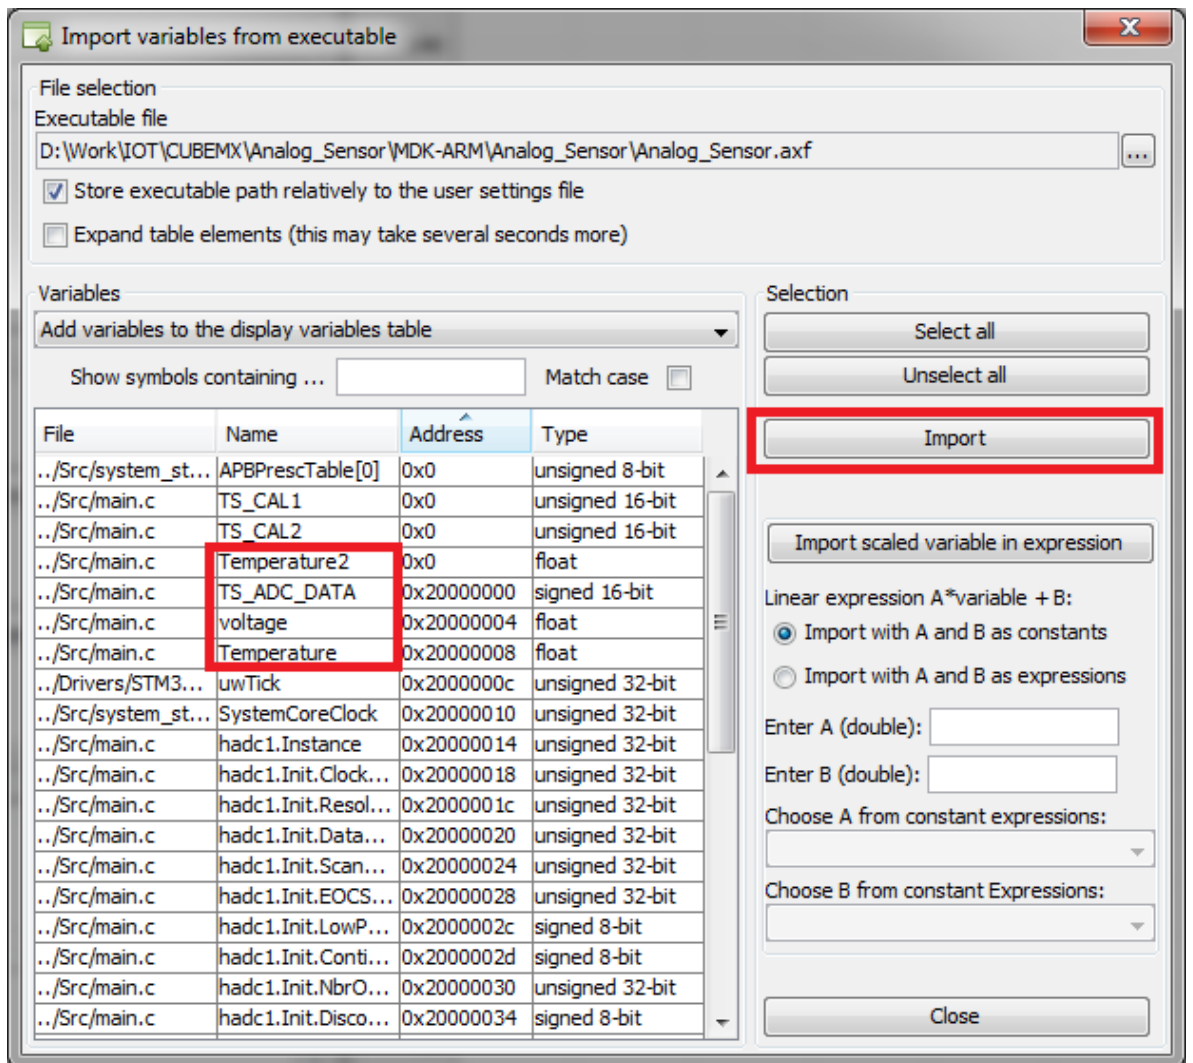 Import variables from executable
x
File selection
Executable file
D:\Work\IOT\CUBEMX\Analog_Sensor\MDK-ARM\Analog_Sensor\Analog_Sensor.axf
...
Store executable path relatively to the user settings file
Expand table elements (this may take several seconds more)
Variables
Add variables to the display variables table
Show symbols containing ... Match case
File Name Address Type
../Src/system_st... APBPrescTable[0] 0x0 unsigned 8-bit
../Src/main.c TS_CAL1 0x0 unsigned 16-bit
../Src/main.c TS_CAL2 0x0 unsigned 16-bit
../Src/main.c Temperature2 0x0 float
../Src/main.c TS_ADC_DATA 0x20000000 signed 16-bit
../Src/main.c voltage 0x20000004 float
../Src/main.c Temperature 0x20000008 float
../Drivers/STM3... uwTick 0x2000000c unsigned 32-bit
../Src/system_st... SystemCoreClock 0x20000010 unsigned 32-bit
../Src/main.c hadc1.Instance 0x20000014 unsigned 32-bit
../Src/main.c hadc1.Init.Clock... 0x20000018 unsigned 32-bit
../Src/main.c hadc1.Init.Resol... 0x2000001c unsigned 32-bit
../Src/main.c hadc1.Init.Data... 0x20000020 unsigned 32-bit
../Src/main.c hadc1.Init.Scan... 0x20000024 unsigned 32-bit
../Src/main.c hadc1.Init.EOCS... 0x20000028 unsigned 32-bit
../Src/main.c hadc1.Init.LowP... 0x2000002c signed 8-bit
../Src/main.c hadc1.Init.Conti... 0x2000002d signed 8-bit
../Src/main.c hadc1.Init.NbrO... 0x20000030 unsigned 32-bit
../Src/main.c hadc1.Init.Disco... 0x20000034 signed 8-bit
Selection
Select all
Unselect all
Import
Import scaled variable in expression
Linear expression A*variable + B:
Import with A and B as constants
Import with A and B as expressions
Enter A (double):
Enter B (double):
Choose A from constant expressions:
Choose B from constant Expressions:
Close